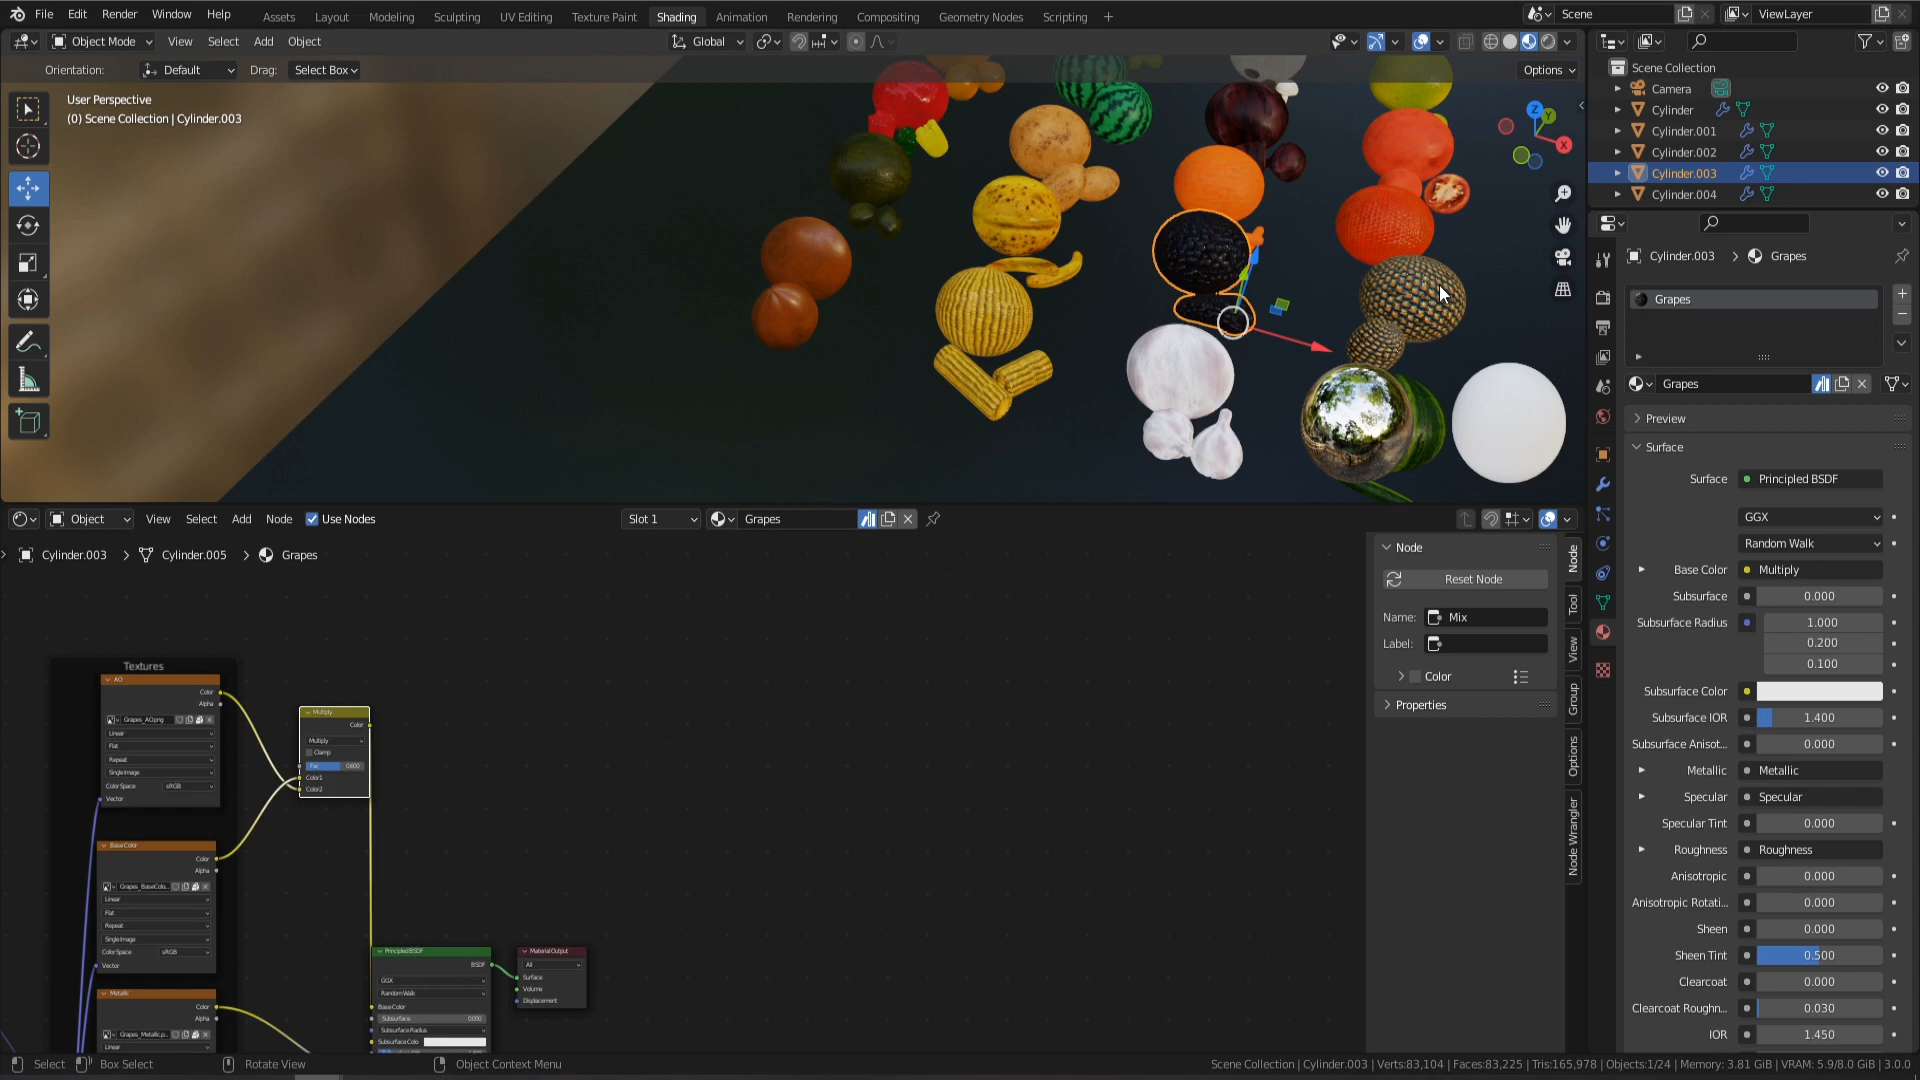 File Edit Render Window Help Assets Layout Modeling Sculpting UV Editing Texture Paint Shading Animation Rendering Compositing Geometry Nodes Scripting + Scene ViewLayer
Object Mode View Select Add Object Global
Orientation: Default Drag: Select Box Options
User Perspective
(0) Scene Collection | Cylinder.003
Z
Y
X
Scene Collection
Camera
Cylinder
Cylinder.001
Cylinder.002
Cylinder.003
Cylinder.004
Cylinder.003 > Grapes
Grapes
Grapes
Preview
Surface
Surface Principled BSDF
GGX
Random Walk
Base Color Multiply
Subsurface 0.000
Subsurface Radius 1.000
0.200
0.100
Subsurface Color
Subsurface IOR 1.400
Subsurface Anisot... 0.000
Metallic Metallic
Specular Specular
Specular Tint 0.000
Roughness Roughness
Anisotropic 0.000
Anisotropic Rotati... 0.000
Sheen 0.000
Sheen Tint 0.500
Clearcoat 0.000
Clearcoat Roughn... 0.030
IOR 1.450
Object View Select Add Node Use Nodes Slot 1 Grapes
Cylinder.003 > Cylinder.005 > Grapes
Node
Reset Node
Name: Mix
Label:
Color
Properties
Node
Tool
View
Group
Options
Node Wrangler
Textures
AO
Color
Alpha
Grapes_AO.png
Linear
Flat
Repeat
Single Image
Color Space sRGB
Vector
Multiply
Color
Multiply
Clamp
Fac 0.600
Color1
Color2
Base Color
Color
Alpha
Grapes_BaseColo...
Linear
Flat
Repeat
Single Image
Color Space sRGB
Vector
Metallic
Color
Alpha
Grapes_Metallic.p...
Linear
Principled BSDF
BSDF
GGX
Random Walk
Base Color
Subsurface 0.000
Subsurface Radius
Subsurface Colo
Material Output
All
Surface
Volume
Displacement
Select Box Select Rotate View Object Context Menu
Scene Collection | Cylinder.003 | Verts:83,104 | Faces:83,225 | Tris:165,978 | Objects:1/24 | Memory: 3.81 GiB | VRAM: 5.9/8.0 GiB | 3.0.0